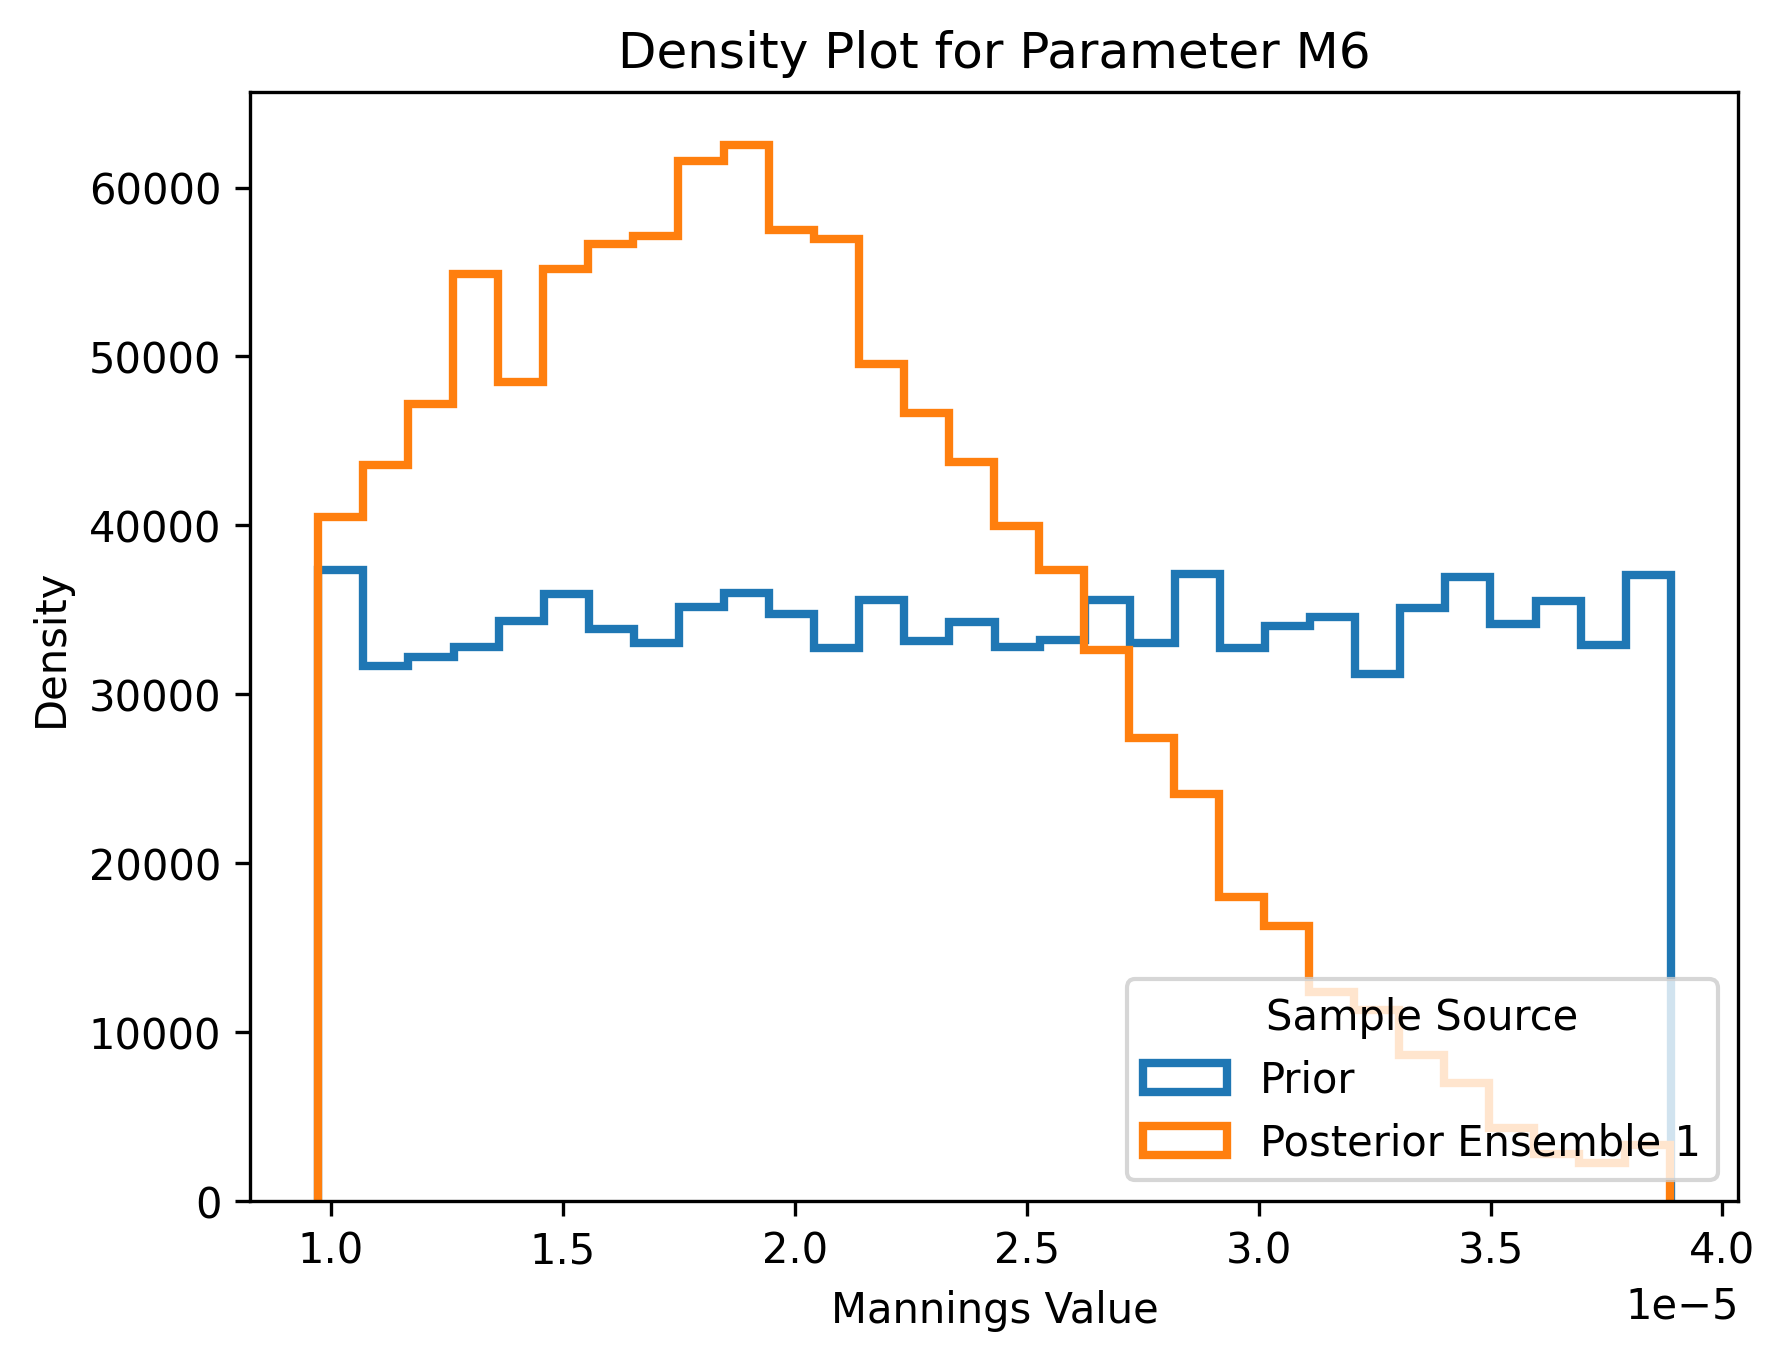 Density Plot for Parameter M6
60000
50000
40000
30000
20000
10000
0
Density
1.0 1.5 2.0 2.5 3.0 3.5 4.0
1e−5
Mannings Value
Sample Source
Prior
Posterior Ensemble 1